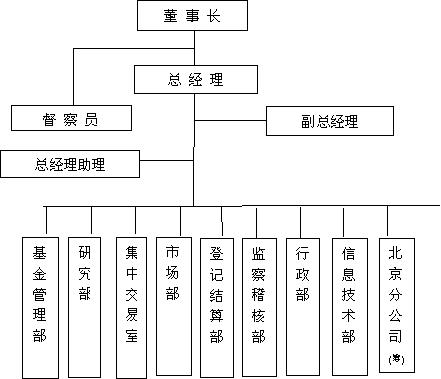 董事长
总经理
督察员
副总经理
总经理助理
基金管理部
研究部
集中交易室
市场部
登记结算部
监察稽核部
行政部
信息技术部
北京分公司(筹)